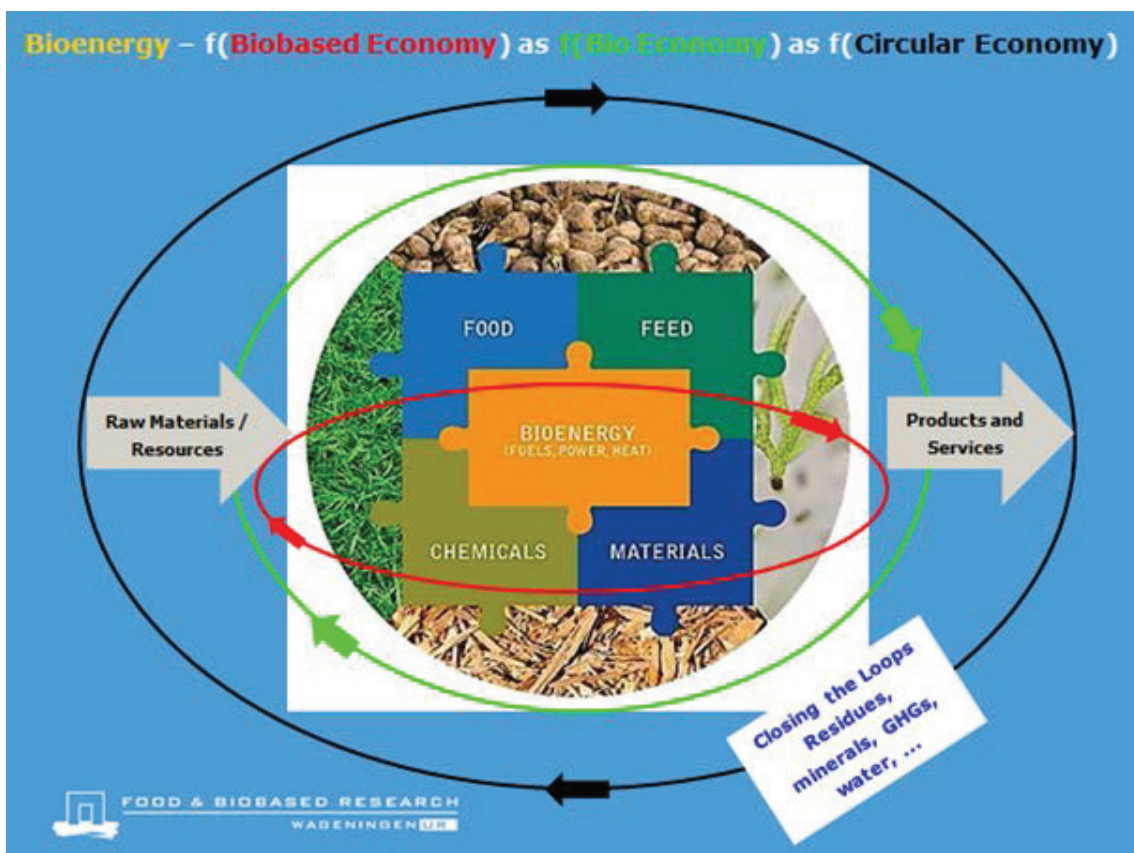 Bioenergy – f(Biobased Economy) as f(Bio Economy) as f(Circular Economy)
FOOD
FEED
Raw Materials /
Resources
BIOENERGY
(FUELS, POWER, HEAT)
Products and
Services
CHEMICALS
MATERIALS
Closing the Loops
Residues,
minerals, GHGs,
water, ...
FOOD & BIOBASED RESEARCH
WAGENINGEN UR